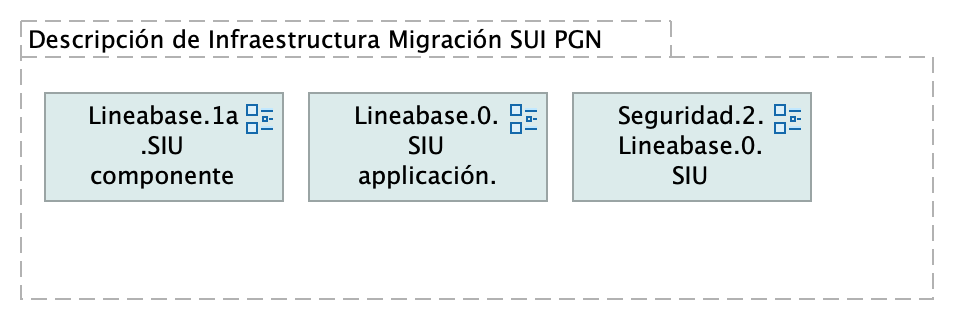 Descripción de Infraestructura Migración SUI PGN
Lineabase.1a
.SIU
componente
Lineabase.0.
SIU
applicación.
Seguridad.2.
Lineabase.0.
SIU